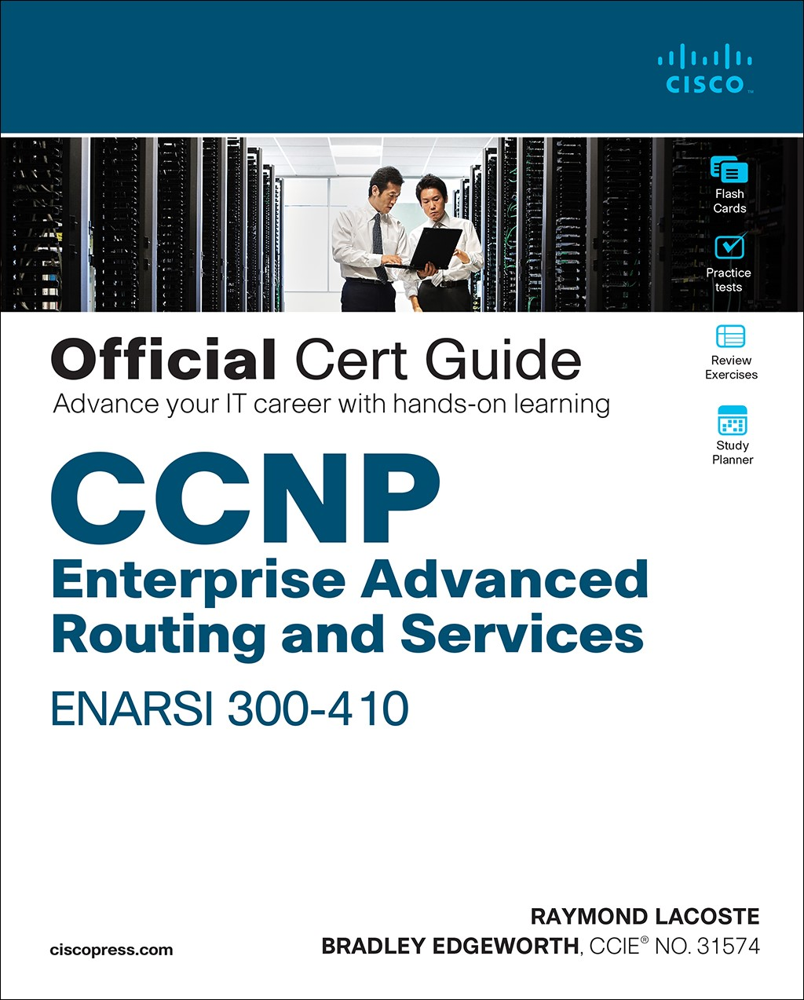 CISCO™
Flash
Cards
Practice
tests
Review
Exercises
Study
Planner
Official Cert Guide
Advance your IT career with hands-on learning
CCNP
Enterprise Advanced
Routing and Services
ENARSI 300-410
RAYMOND LACOSTE
BRADLEY EDGEWORTH, CCIE® NO. 31574
ciscopress.com